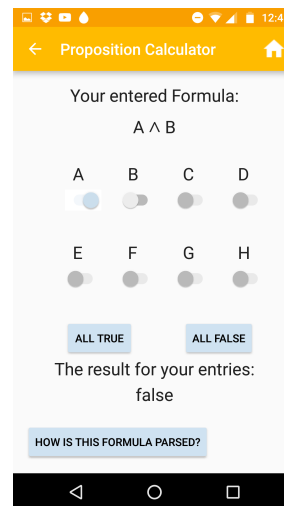 12:4
Proposition Calculator
Your entered Formula:
A ∧ B
A B C D
E F G H
ALL TRUE ALL FALSE
The result for your entries:
false
HOW IS THIS FORMULA PARSED?